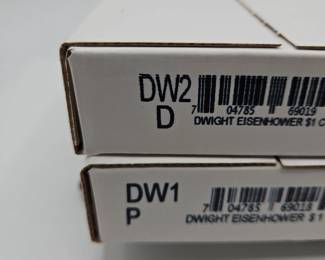 DW2
D
7 04785 69019
DWIGHT EISENHOWER $1 C
DW1
P
7 04785 69018
DWIGHT EISENHOWER $1